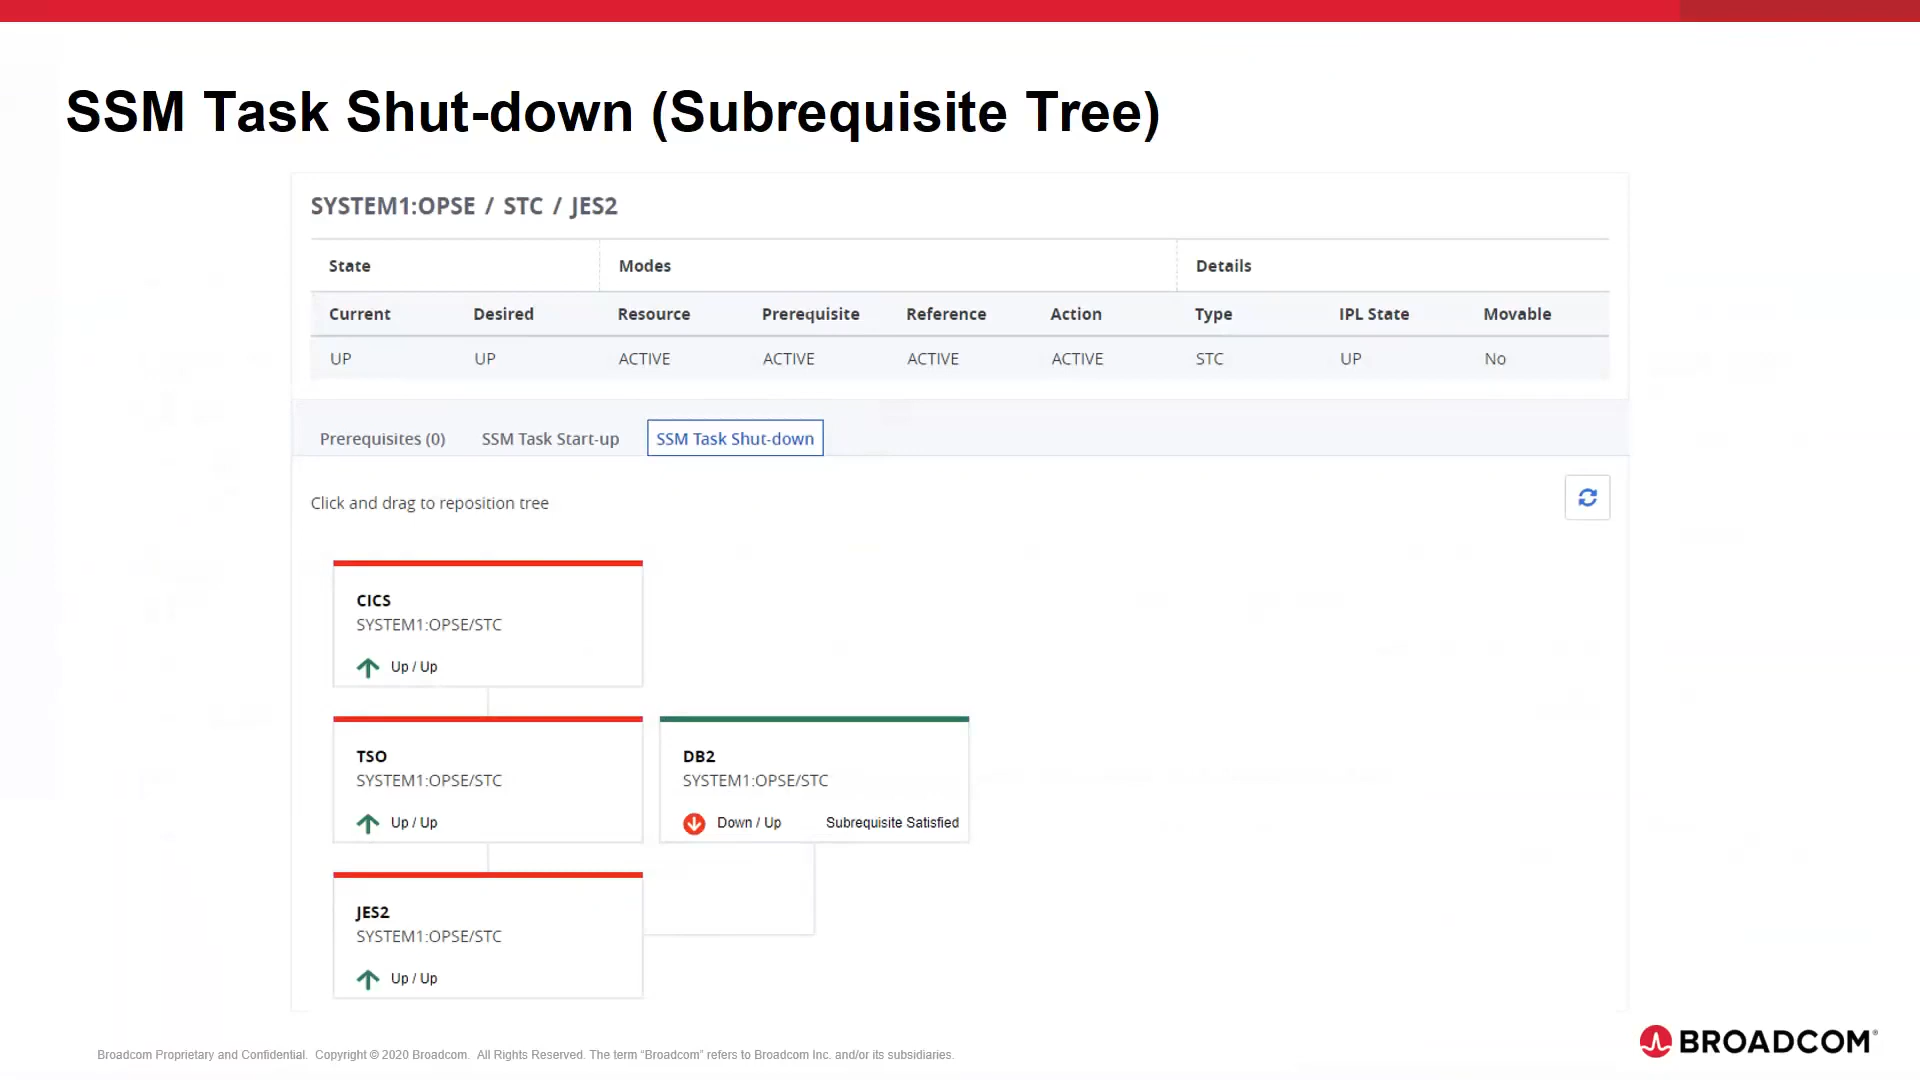 SSM Task Shut-down (Subrequisite Tree)
SYSTEM1:OPSE / STC / JES2
State Modes Details
Current Desired Resource Prerequisite Reference Action Type IPL State Movable
UP UP ACTIVE ACTIVE ACTIVE ACTIVE STC UP No
Prerequisites (0) SSM Task Start-up SSM Task Shut-down
Click and drag to reposition tree
CICS
SYSTEM1:OPSE/STC
Up / Up
TSO
SYSTEM1:OPSE/STC
Up / Up
DB2
SYSTEM1:OPSE/STC
Down / Up Subrequisite Satisfied
JES2
SYSTEM1:OPSE/STC
Up / Up
Broadcom Proprietary and Confidential. Copyright © 2020 Broadcom. All Rights Reserved. The term “Broadcom” refers to Broadcom Inc. and/or its subsidiaries.
BROADCOM®